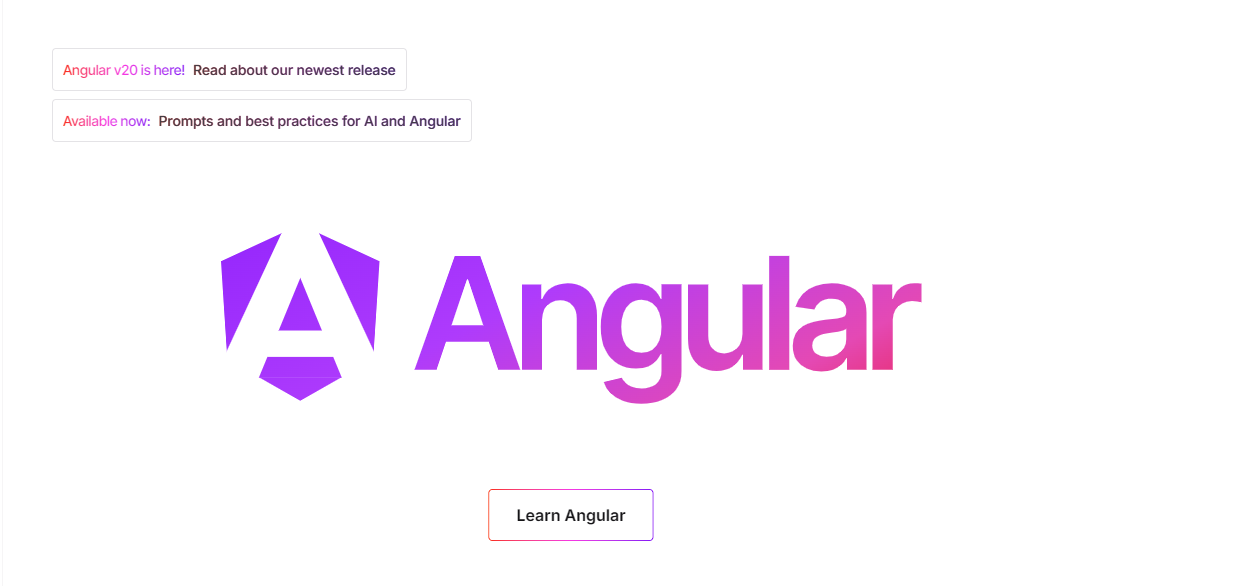 Angular v20 is here! Read about our newest release
Available now: Prompts and best practices for AI and Angular
Angular
Learn Angular